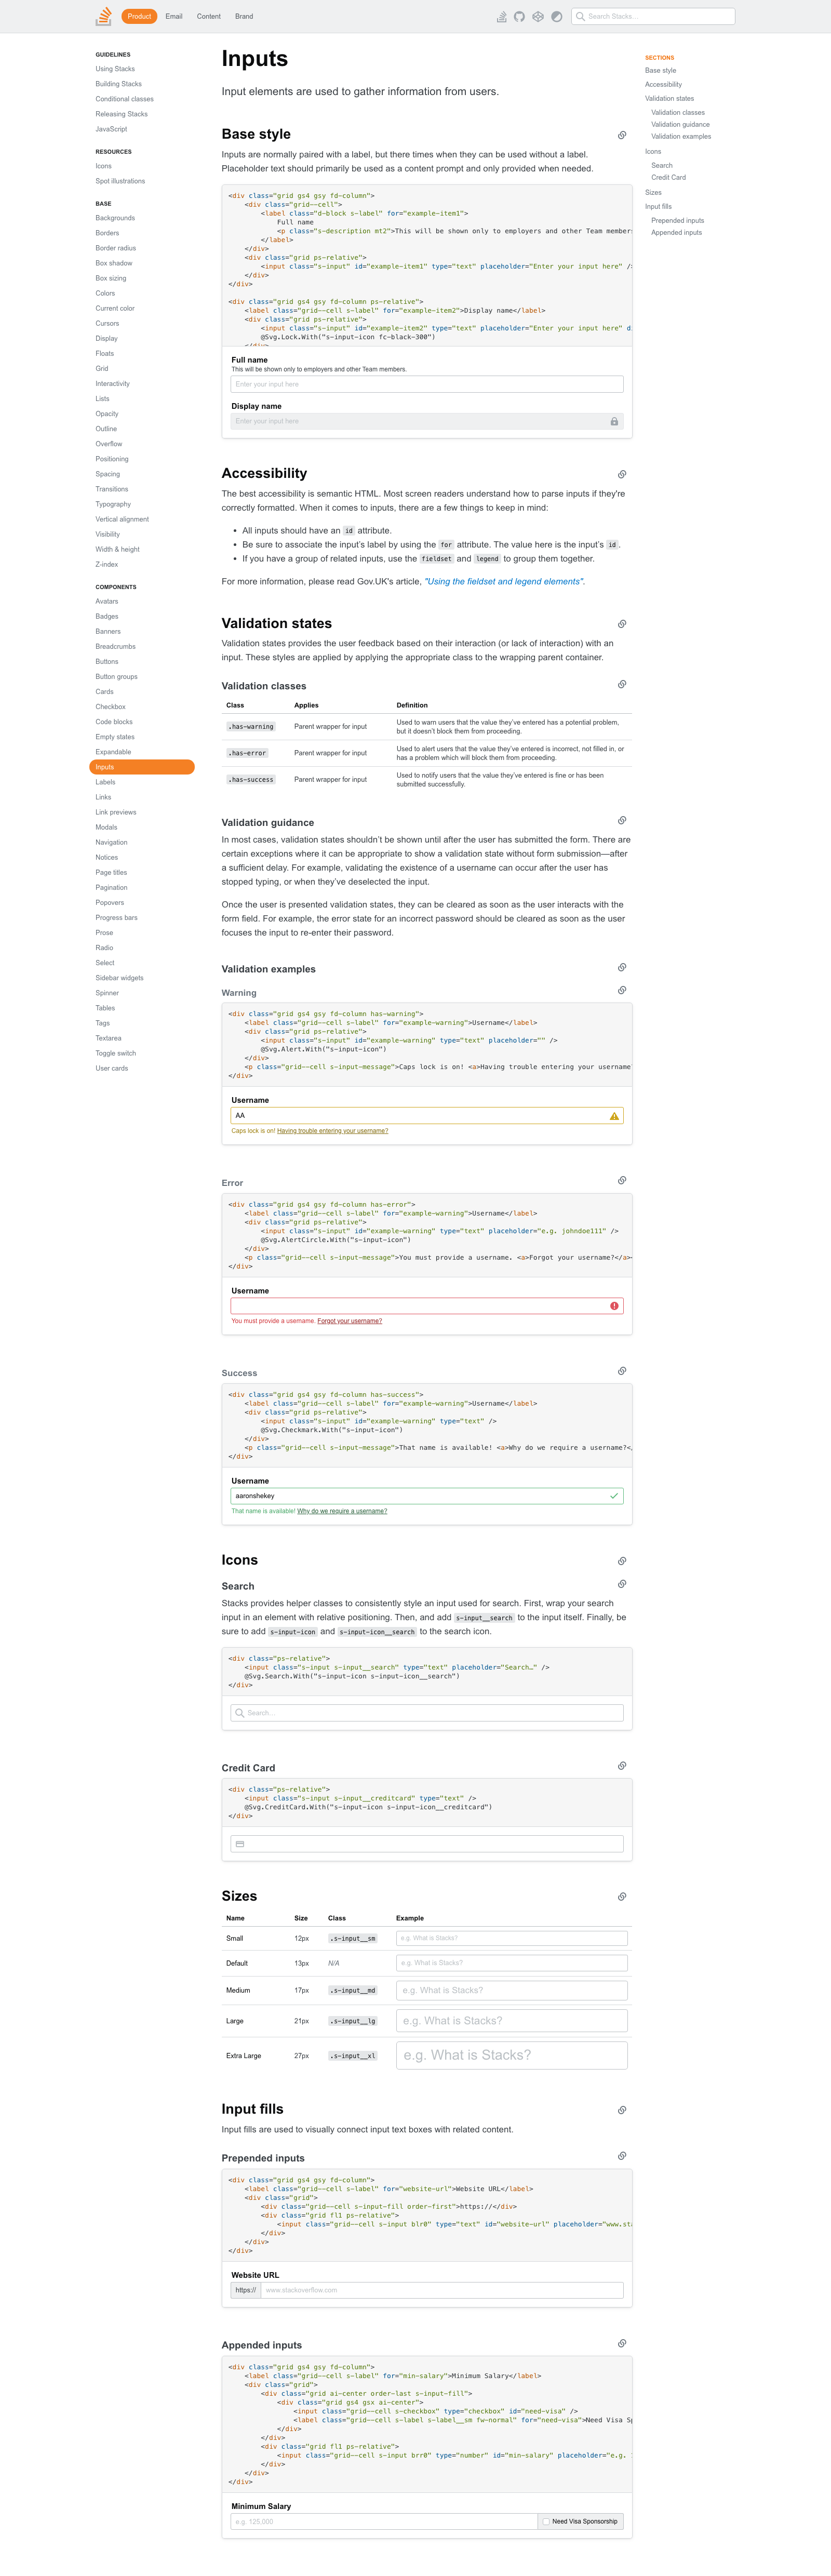 Product
Email
Content
Brand
Search Stacks…
GUIDELINES
Using Stacks
Building Stacks
Conditional classes
Releasing Stacks
JavaScript
RESOURCES
Icons
Spot illustrations
BASE
Backgrounds
Borders
Border radius
Box shadow
Box sizing
Colors
Current color
Cursors
Display
Floats
Grid
Interactivity
Lists
Opacity
Outline
Overflow
Positioning
Spacing
Transitions
Typography
Vertical alignment
Visibility
Width & height
Z-index
COMPONENTS
Avatars
Badges
Banners
Breadcrumbs
Buttons
Button groups
Cards
Checkbox
Code blocks
Empty states
Expandable
Inputs
Labels
Links
Link previews
Modals
Navigation
Notices
Page titles
Pagination
Popovers
Progress bars
Prose
Radio
Select
Sidebar widgets
Spinner
Tables
Tags
Textarea
Toggle switch
User cards
Inputs
Input elements are used to gather information from users.
Base style
Inputs are normally paired with a label, but there times when they can be used without a label.
Placeholder text should primarily be used as a content prompt and only provided when needed.
<div class="grid gs4 gsy fd-column">
<div class="grid--cell">
<label class="d-block s-label" for="example-item1">
Full name
<p class="s-description mt2">This will be shown only to employers and other Team members
</label>
</div>
<div class="grid ps-relative">
<input class="s-input" id="example-item1" type="text" placeholder="Enter your input here" />
</div>
</div>
<div class="grid gs4 gsy fd-column ps-relative">
<label class="grid--cell s-label" for="example-item2">Display name</label>
<div class="grid ps-relative">
<input class="s-input" id="example-item2" type="text" placeholder="Enter your input here" d
@Svg.Lock.With("s-input-icon fc-black-300")
</div>
Full name
This will be shown only to employers and other Team members.
Enter your input here
Display name
Enter your input here
Accessibility
The best accessibility is semantic HTML. Most screen readers understand how to parse inputs if they're
correctly formatted. When it comes to inputs, there are a few things to keep in mind:
• All inputs should have an id attribute.
• Be sure to associate the input's label by using the for attribute. The value here is the input's id.
• If you have a group of related inputs, use the fieldset and legend to group them together.
For more information, please read Gov.UK's article, "Using the fieldset and legend elements".
Validation states
Validation states provides the user feedback based on their interaction (or lack of interaction) with an
input. These styles are applied by applying the appropriate class to the wrapping parent container.
Validation classes
Class Applies Definition
.has-warning Parent wrapper for input Used to warn users that the value they've entered has a potential problem,
but it doesn't block them from proceeding.
.has-error Parent wrapper for input Used to alert users that the value they've entered is incorrect, not filled in, or
has a problem which will block them from proceeding.
.has-success Parent wrapper for input Used to notify users that the value they've entered is fine or has been
submitted successfully.
Validation guidance
In most cases, validation states shouldn't be shown until after the user has submitted the form. There are
certain exceptions where it can be appropriate to show a validation state without form submission—after
a sufficient delay. For example, validating the existence of a username can occur after the user has
stopped typing, or when they've deselected the input.
Once the user is presented validation states, they can be cleared as soon as the user interacts with the
form field. For example, the error state for an incorrect password should be cleared as soon as the user
focuses the input to re-enter their password.
Validation examples
Warning
<div class="grid gs4 gsy fd-column has-warning">
<label class="grid--cell s-label" for="example-warning">Username</label>
<div class="grid ps-relative">
<input class="s-input" id="example-warning" type="text" placeholder="" />
@Svg.Alert.With("s-input-icon")
</div>
<p class="grid--cell s-input-message">Caps lock is on! <a>Having trouble entering your username
</div>
Username
AA
Caps lock is on! Having trouble entering your username?
Error
<div class="grid gs4 gsy fd-column has-error">
<label class="grid--cell s-label" for="example-warning">Username</label>
<div class="grid ps-relative">
<input class="s-input" id="example-warning" type="text" placeholder="e.g. johndoe111" />
@Svg.AlertCircle.With("s-input-icon")
</div>
<p class="grid--cell s-input-message">You must provide a username. <a>Forgot your username?</a><
</div>
Username
You must provide a username. Forgot your username?
Success
<div class="grid gs4 gsy fd-column has-success">
<label class="grid--cell s-label" for="example-warning">Username</label>
<div class="grid ps-relative">
<input class="s-input" id="example-warning" type="text" />
@Svg.Checkmark.With("s-input-icon")
</div>
<p class="grid--cell s-input-message">That name is available! <a>Why do we require a username?</
</div>
Username
aaronshekey
That name is available! Why do we require a username?
Icons
Search
Stacks provides helper classes to consistently style an input used for search. First, wrap your search
input in an element with relative positioning. Then, and add s-input__search to the input itself. Finally, be
sure to add s-input-icon and s-input-icon__search to the search icon.
<div class="ps-relative">
<input class="s-input s-input__search" type="text" placeholder="Search…" />
@Svg.Search.With("s-input-icon s-input-icon__search")
</div>
Search…
Credit Card
<div class="ps-relative">
<input class="s-input s-input__creditcard" type="text" />
@Svg.CreditCard.With("s-input-icon s-input-icon__creditcard")
</div>
Sizes
Name Size Class Example
Small 12px .s-input__sm e.g. What is Stacks?
Default 13px N/A e.g. What is Stacks?
Medium 17px .s-input__md e.g. What is Stacks?
Large 21px .s-input__lg e.g. What is Stacks?
Extra Large 27px .s-input__xl e.g. What is Stacks?
Input fills
Input fills are used to visually connect input text boxes with related content.
Prepended inputs
<div class="grid gs4 gsy fd-column">
<label class="grid--cell s-label" for="website-url">Website URL</label>
<div class="grid">
<div class="grid--cell s-input-fill order-first">https://</div>
<div class="grid fl1 ps-relative">
<input class="grid--cell s-input blr0" type="text" id="website-url" placeholder="www.sta
</div>
</div>
</div>
Website URL
https:// www.stackoverflow.com
Appended inputs
<div class="grid gs4 gsy fd-column">
<label class="grid--cell s-label" for="min-salary">Minimum Salary</label>
<div class="grid">
<div class="grid ai-center order-last s-input-fill">
<div class="grid gs4 gsx ai-center">
<input class="grid--cell s-checkbox" type="checkbox" id="need-visa" />
<label class="grid--cell s-label s-label__sm fw-normal" for="need-visa">Need Visa Sp
</div>
</div>
<div class="grid fl1 ps-relative">
<input class="grid--cell s-input brr0" type="number" id="min-salary" placeholder="e.g.
</div>
</div>
</div>
Minimum Salary
e.g. 125,000 Need Visa Sponsorship
SECTIONS
Base style
Accessibility
Validation states
Validation classes
Validation guidance
Validation examples
Icons
Search
Credit Card
Sizes
Input fills
Prepended inputs
Appended inputs